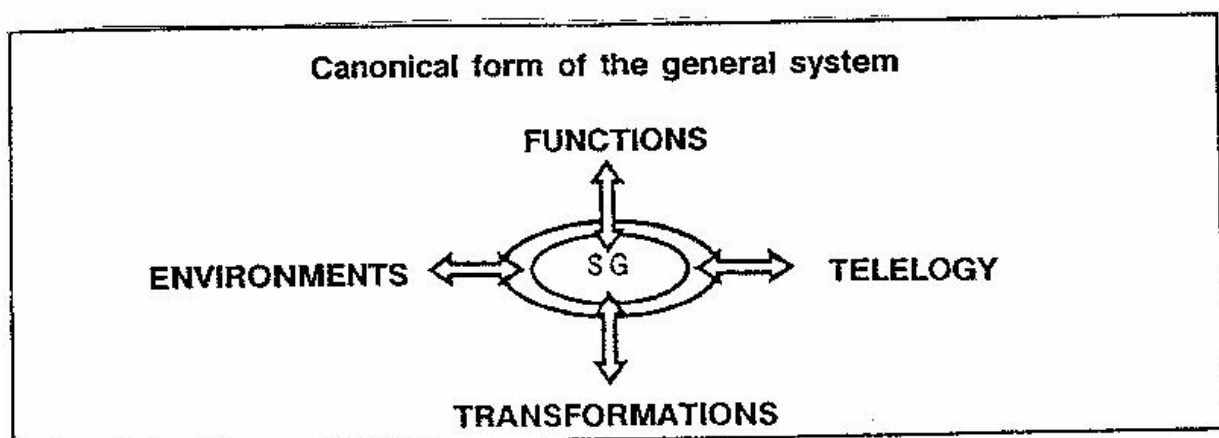 Canonical form of the general system
FUNCTIONS
ENVIRONMENTS SG TELELOGY
TRANSFORMATIONS